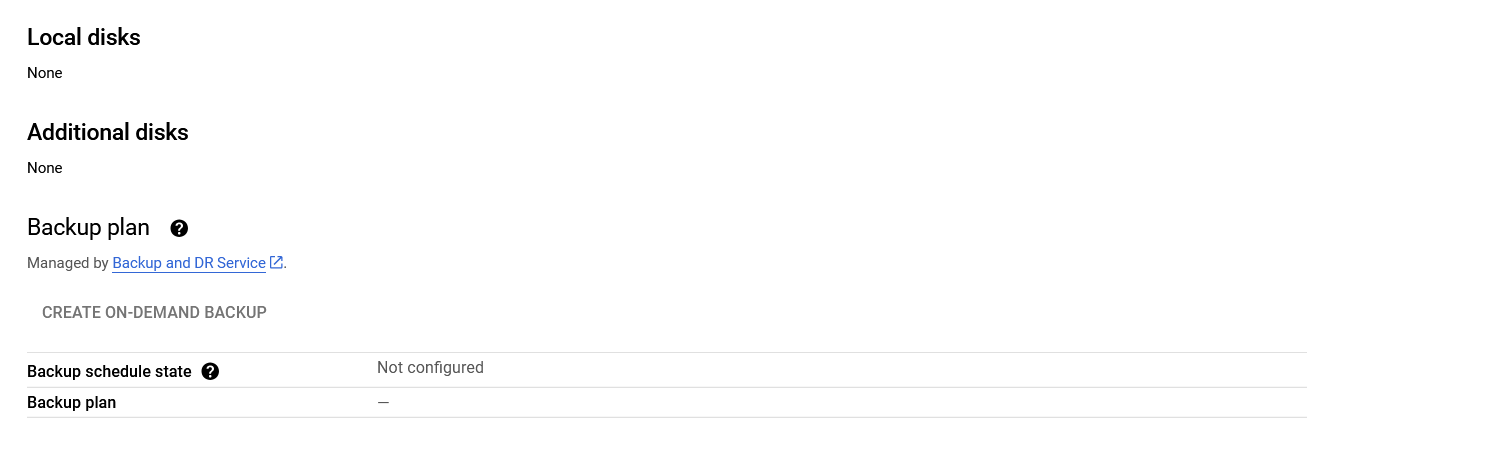 Local disks
None
Additional disks
None
Backup plan
Managed by Backup and DR Service.
CREATE ON-DEMAND BACKUP
Backup schedule state Not configured
Backup plan —